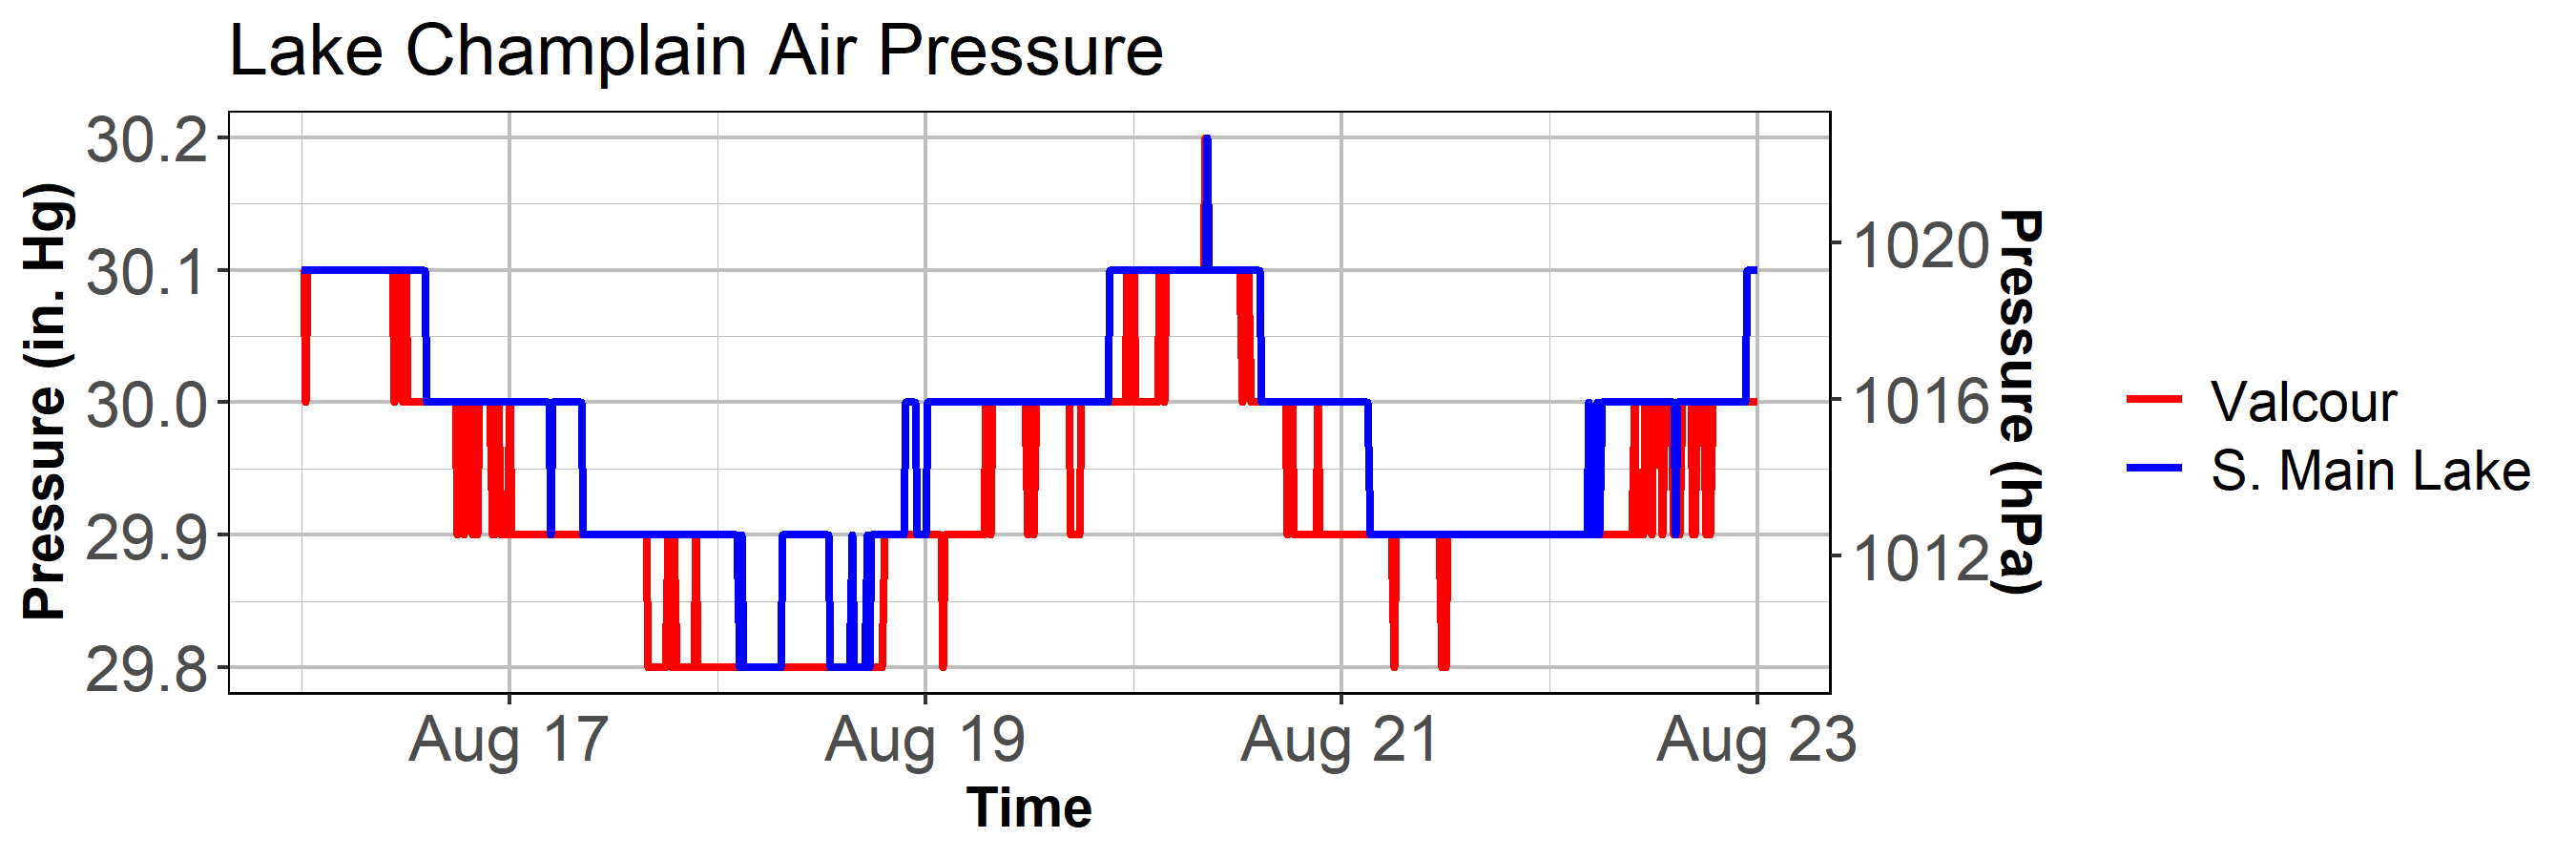 Lake Champlain Air Pressure
Pressure (in. Hg)
30.2
30.1
30.0
29.9
29.8
Aug 17
Aug 19
Aug 21
Aug 23
Time
1020
1016
1012
Pressure (hPa)
Valcour
S. Main Lake